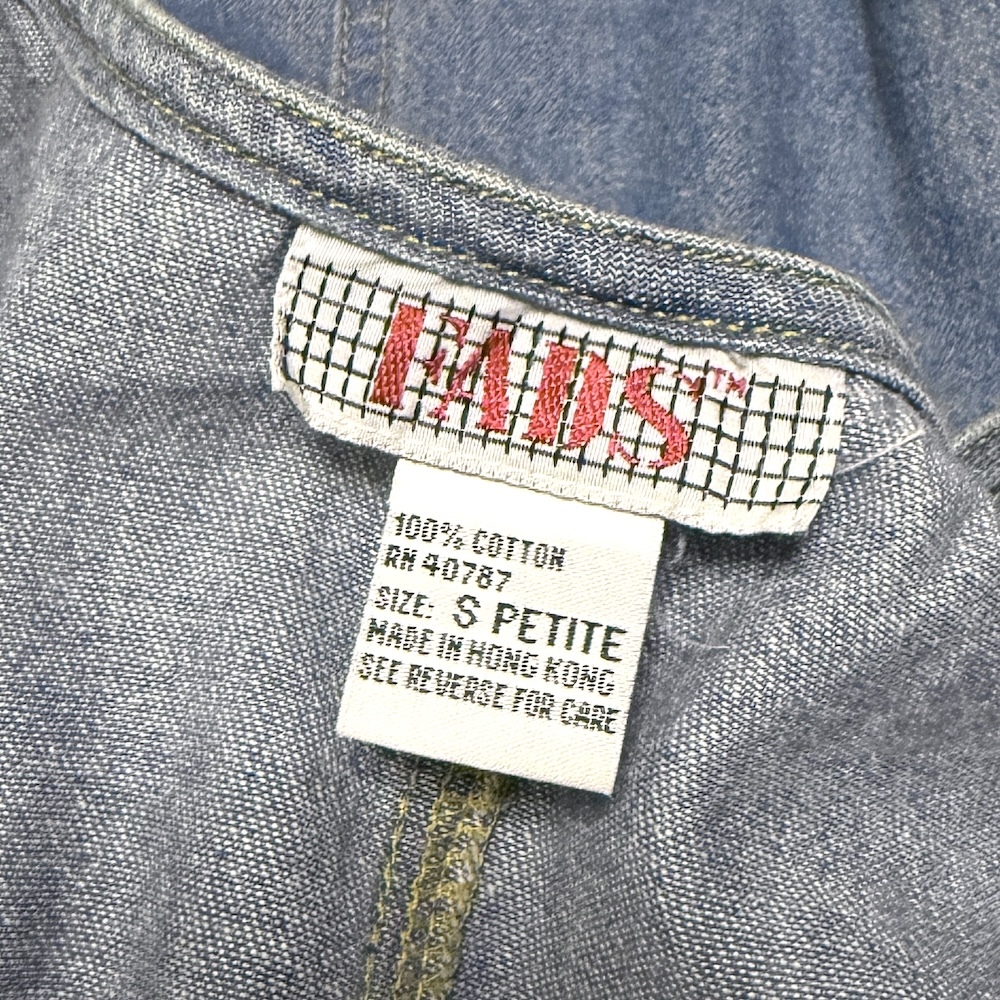 FADS™
100% COTTON
RN 40787
SIZE: S PETITE
MADE IN HONG KONG
SEE REVERSE FOR CARE